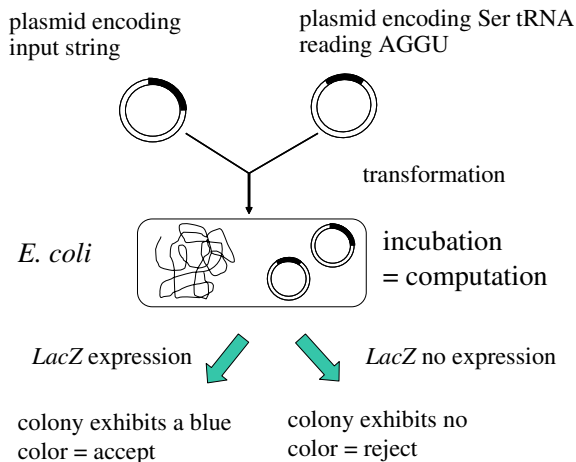 plasmid encoding
input string
plasmid encoding Ser tRNA
reading AGGU
transformation
E. coli
incubation
= computation
LacZ expression
LacZ no expression
colony exhibits a blue
color = accept
colony exhibits no
color = reject